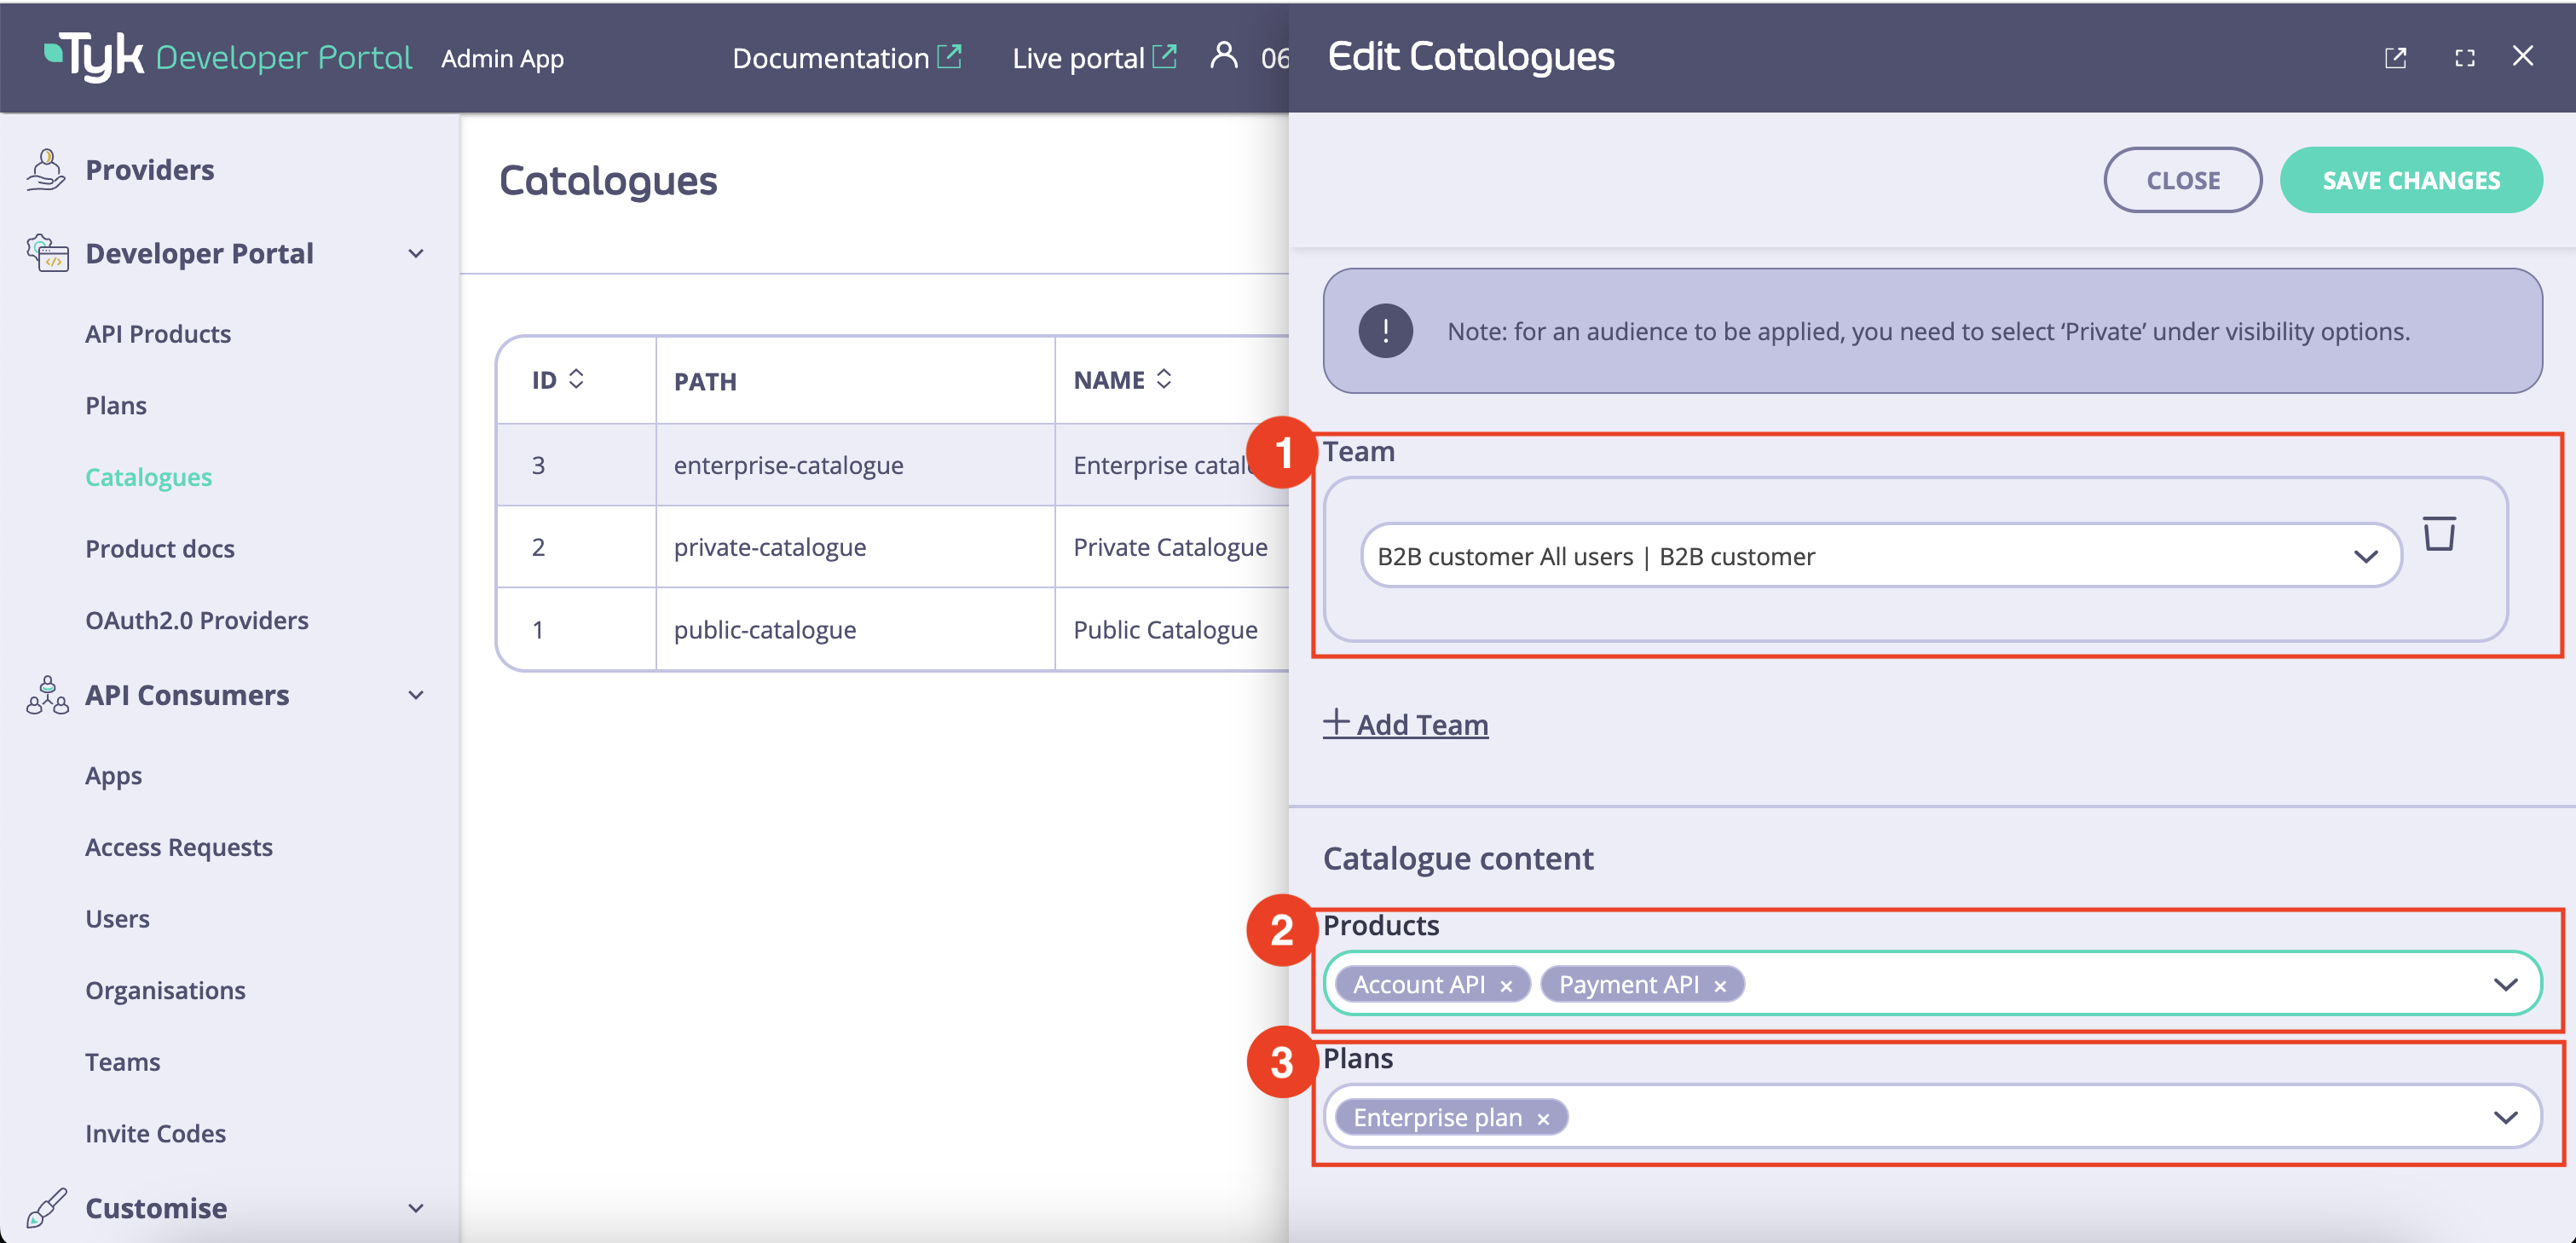 Tyk Developer Portal Admin App Documentation Live portal 06
Edit Catalogues
CLOSE SAVE CHANGES
Providers
Developer Portal
API Products
Plans
Catalogues
Product docs
OAuth2.0 Providers
API Consumers
Apps
Access Requests
Users
Organisations
Teams
Invite Codes
Customise
Catalogues
ID PATH NAME
3 enterprise-catalogue Enterprise catal
2 private-catalogue Private Catalogue
1 public-catalogue Public Catalogue
! Note: for an audience to be applied, you need to select ‘Private’ under visibility options.
1 Team
B2B customer All users | B2B customer
Add Team
Catalogue content
2 Products
Account API × Payment API ×
3 Plans
Enterprise plan ×